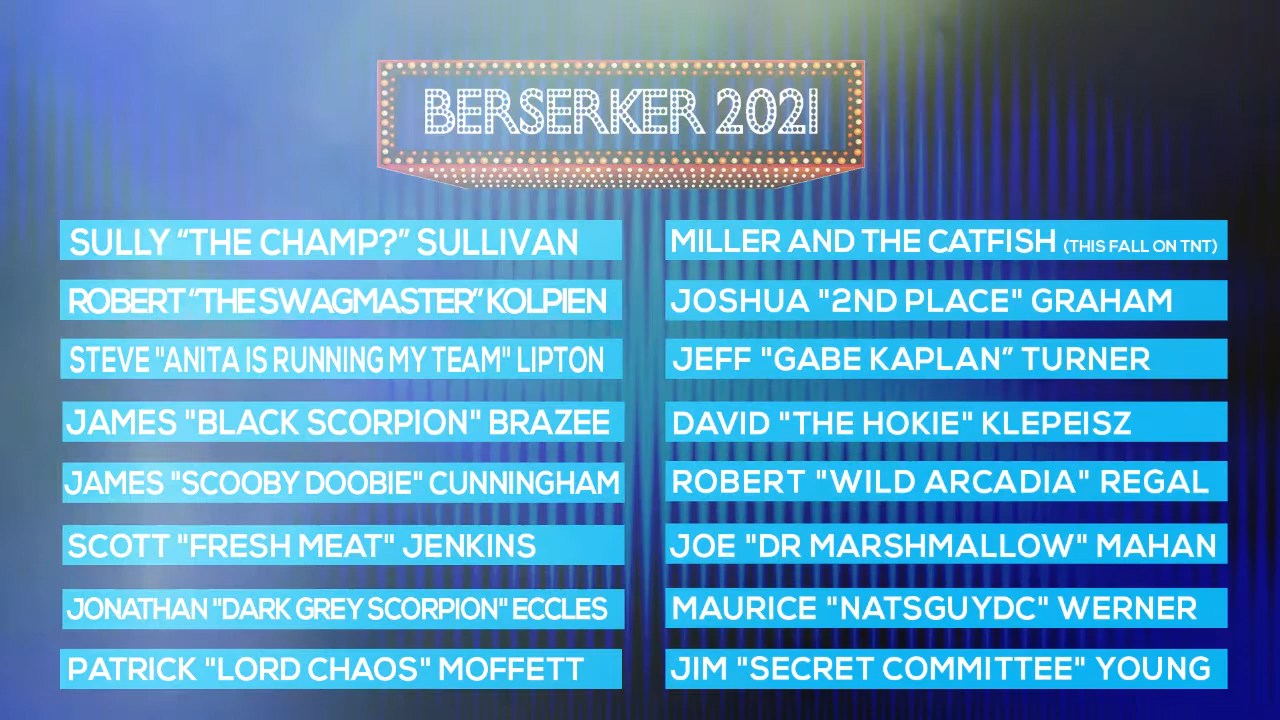 BERSERKER 2021
SULLY “THE CHAMP?” SULLIVAN
ROBERT “THE SWAGMASTER” KOLPIEN
STEVE "ANITA IS RUNNING MY TEAM" LIPTON
JAMES "BLACK SCORPION" BRAZEE
JAMES "SCOOBY DOOBIE" CUNNINGHAM
SCOTT "FRESH MEAT" JENKINS
JONATHAN "DARK GREY SCORPION" ECCLES
PATRICK "LORD CHAOS" MOFFETT
MILLER AND THE CATFISH (THIS FALL ON TNT)
JOSHUA "2ND PLACE" GRAHAM
JEFF "GABE KAPLAN” TURNER
DAVID "THE HOKIE" KLEPEISZ
ROBERT "WILD ARCADIA" REGAL
JOE "DR MARSHMALLOW" MAHAN
MAURICE "NATSGUYDC" WERNER
JIM "SECRET COMMITTEE" YOUNG